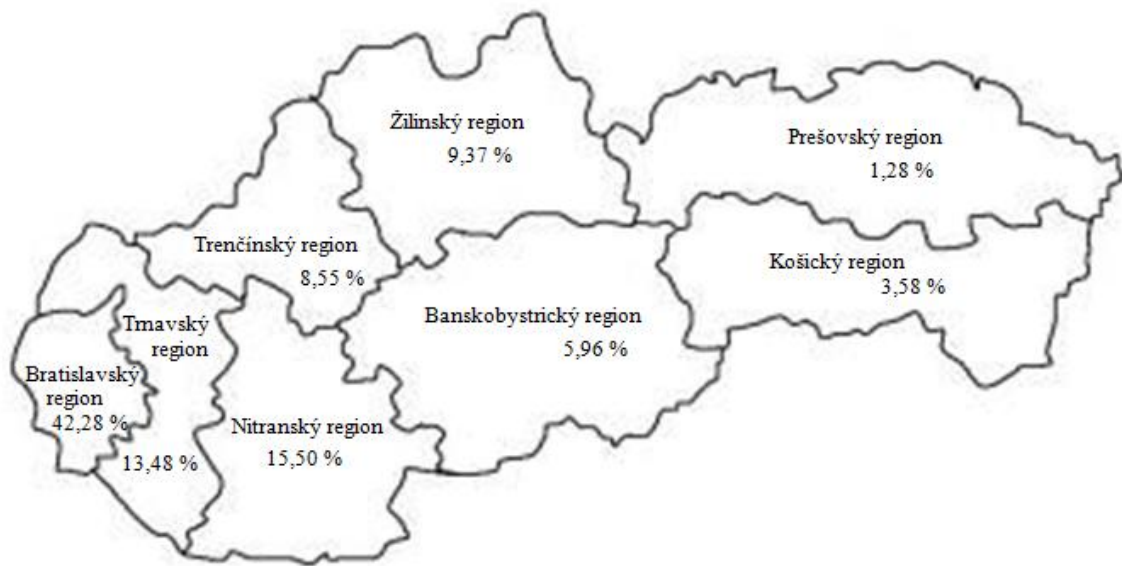 Žilinský region
9,37 %
Prešovský region
1,28 %
Trenčínský region
8,55 %
Košický region
3,58 %
Banskobystrický region
5,96 %
Trnavský
region
13,48 %
Bratislavský
region
42,28 %
Nitranský region
15,50 %